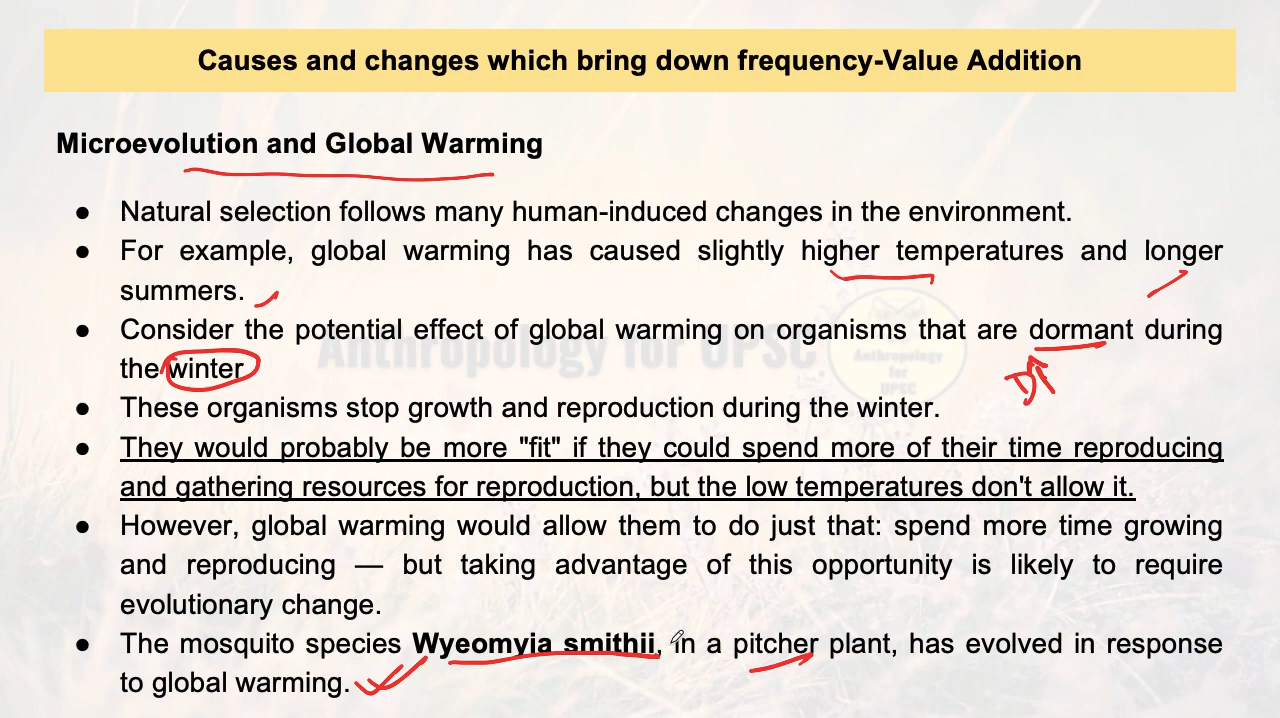 Causes and changes which bring down frequency-Value Addition
Microevolution and Global Warming
● Natural selection follows many human-induced changes in the environment.
● For example, global warming has caused slightly higher temperatures and longer
summers.
● Consider the potential effect of global warming on organisms that are dormant during
the winter
● These organisms stop growth and reproduction during the winter.
● They would probably be more "fit" if they could spend more of their time reproducing
and gathering resources for reproduction, but the low temperatures don't allow it.
● However, global warming would allow them to do just that: spend more time growing
and reproducing — but taking advantage of this opportunity is likely to require
evolutionary change.
● The mosquito species Wyeomyia smithii, in a pitcher plant, has evolved in response
to global warming.
Anthropology for UPSC
Anthropology
for
UPSC